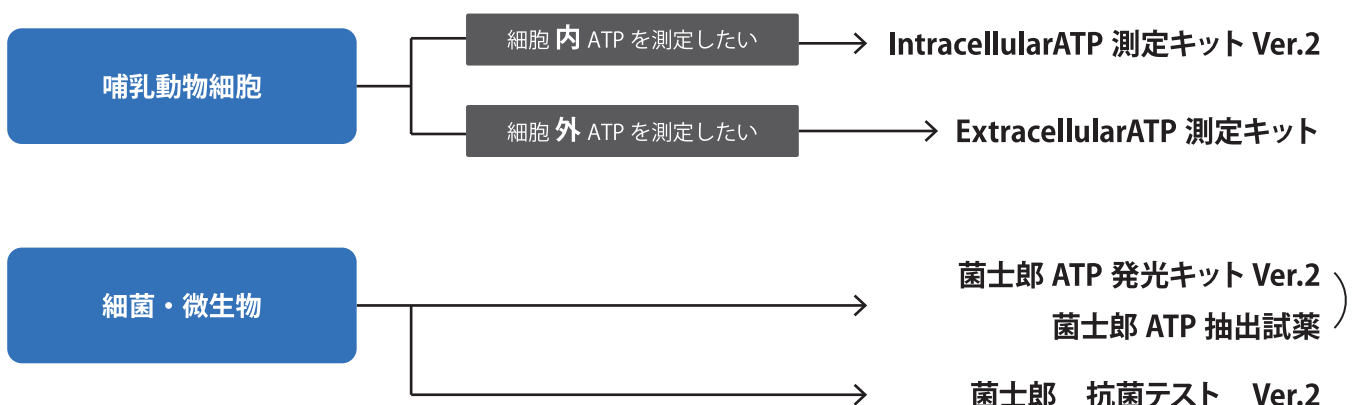 哺乳動物細胞
細胞 内 ATP を測定したい
IntracellularATP 測定キット Ver.2
細胞 外 ATP を測定したい
ExtracellularATP 測定キット
細菌・微生物
菌士郎 ATP 発光キット Ver.2
菌士郎 ATP 抽出試薬
菌士郎　抗菌テスト　Ver.2